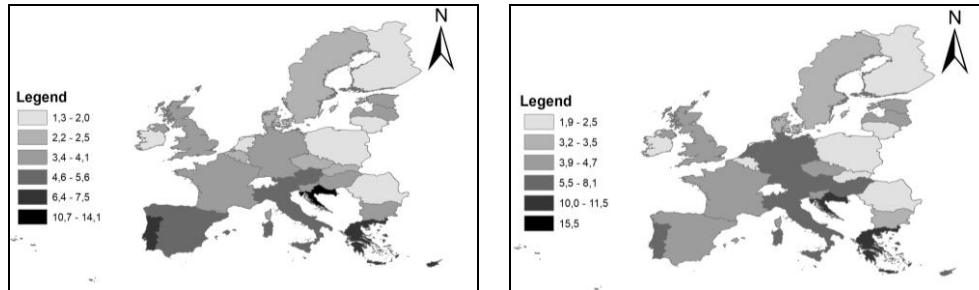 N
Legend
1,3 - 2,0
2,2 - 2,5
3,4 - 4,1
4,6 - 5,6
6,4 - 7,5
10,7 - 14,1
N
Legend
1,9 - 2,5
3,2 - 3,5
3,9 - 4,7
5,5 - 8,1
10,0 - 11,5
15,5